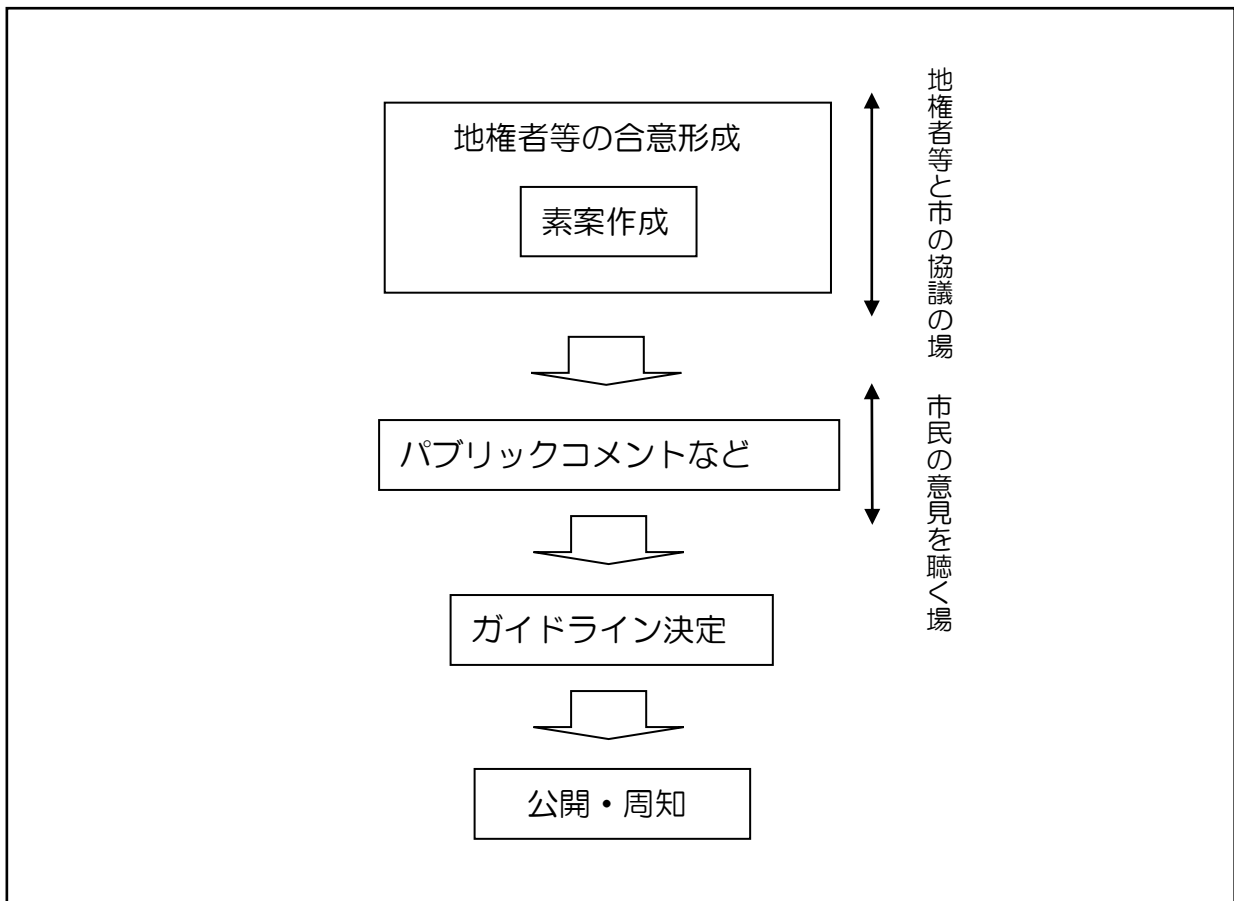 地権者等の合意形成
素案作成
地権者等と市の協議の場
パブリックコメントなど
市民の意見を聴く場
ガイドライン決定
公開・周知